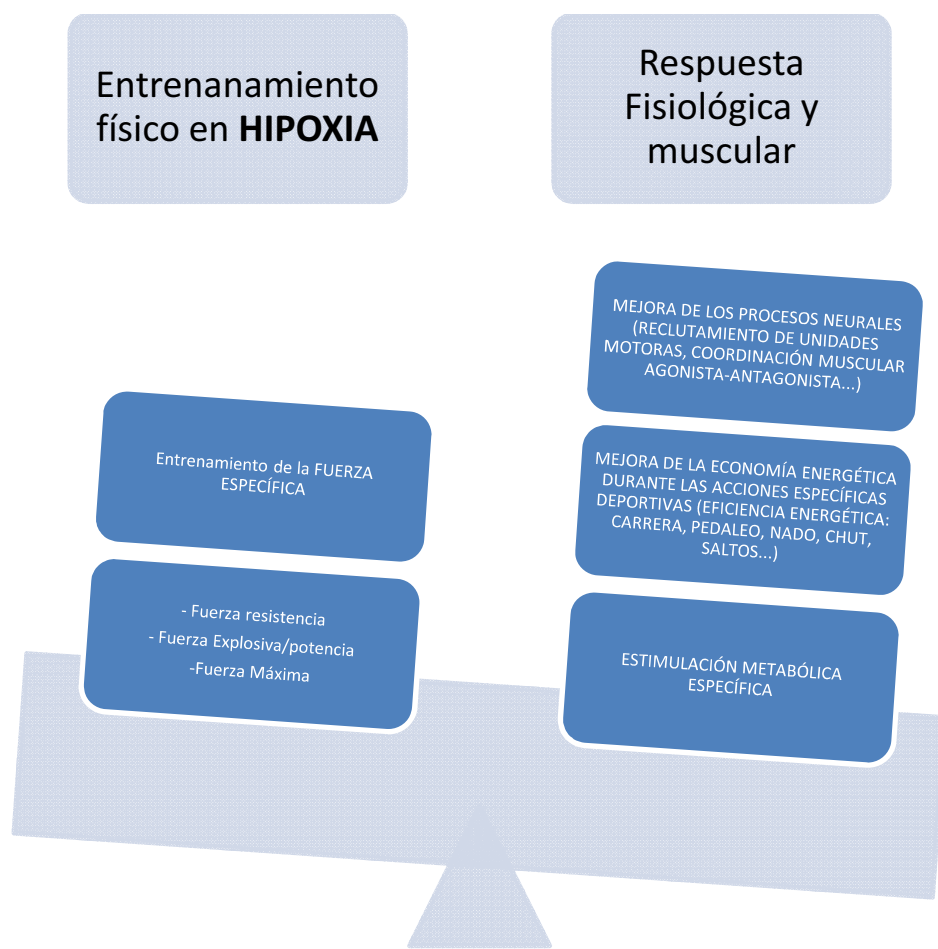 Entrenanamiento
físico en HIPOXIA
Respuesta
Fisiológica y
muscular
Entrenamiento de la FUERZA
ESPECÍFICA
- Fuerza resistencia
- Fuerza Explosiva/potencia
-Fuerza Máxima
MEJORA DE LOS PROCESOS NEURALES
(RECLUTAMIENTO DE UNIDADES
MOTORAS, COORDINACIÓN MUSCULAR
AGONISTA-ANTAGONISTA...)
MEJORA DE LA ECONOMÍA ENERGÉTICA
DURANTE LAS ACCIONES ESPECÍFICAS
DEPORTIVAS (EFICIENCIA ENERGÉTICA:
CARRERA, PEDALEO, NADO, CHUT,
SALTOS...)
ESTIMULACIÓN METABÓLICA
ESPECÍFICA